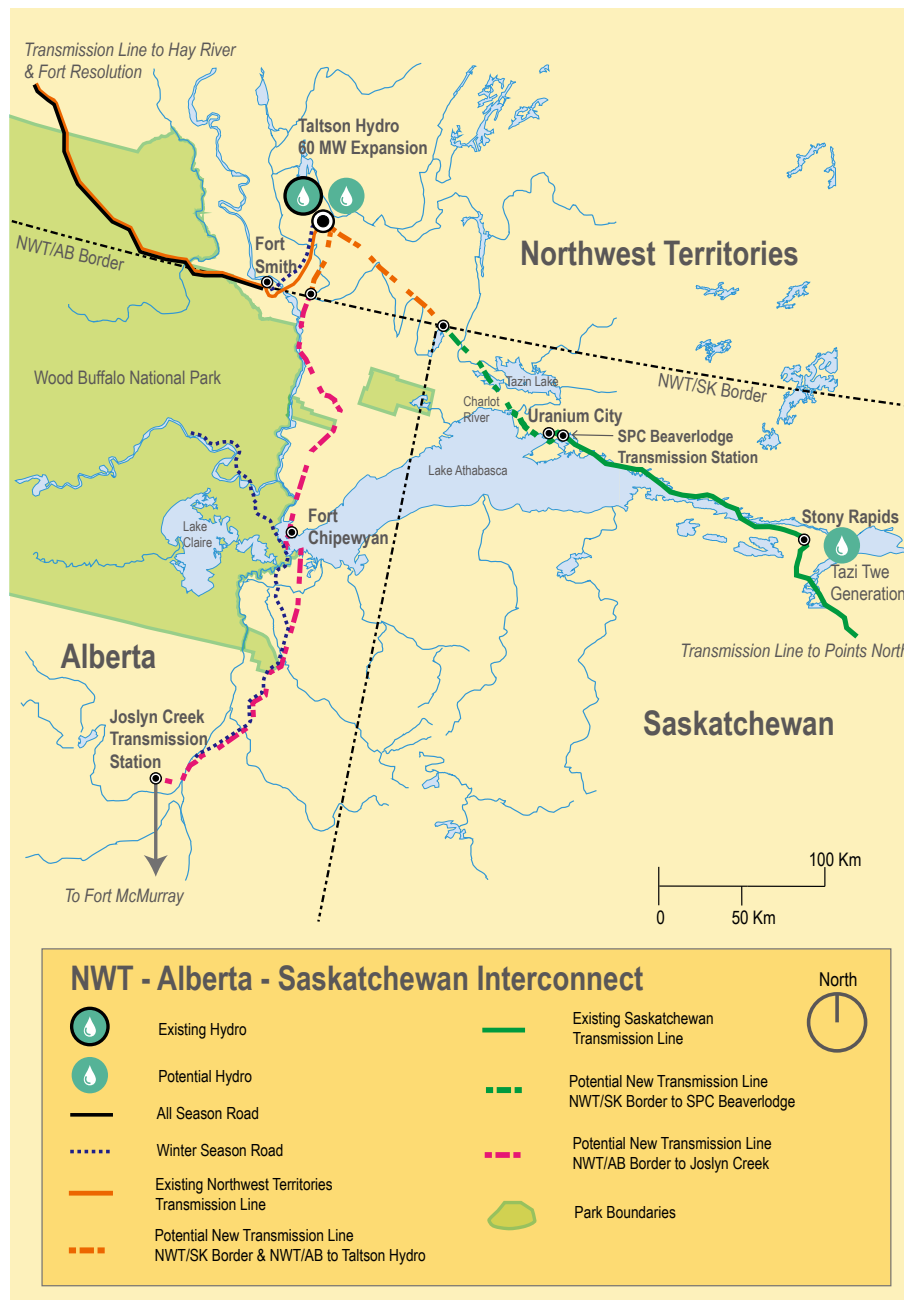 Transmission Line to Hay River
& Fort Resolution
Taltson Hydro
60 MW Expansion
Fort
Smith
NWT/AB Border
Northwest Territories
Wood Buffalo National Park
Tazin Lake
NWT/SK Border
Charlot
River
Uranium City
SPC Beaverlodge
Transmission Station
Lake Athabasca
Stony Rapids
Fort
Chipewyan
Lake
Claire
Tazi Twe
Generation
Transmission Line to Points North
Alberta
Saskatchewan
Joslyn Creek
Transmission
Station
100 Km
0
50 Km
To Fort McMurray
NWT - Alberta - Saskatchewan Interconnect
North
Existing Hydro
Potential Hydro
All Season Road
Winter Season Road
Existing Northwest Territories
Transmission Line
Potential New Transmission Line
NWT/SK Border & NWT/AB to Taltson Hydro
Existing Saskatchewan
Transmission Line
Potential New Transmission Line
NWT/SK Border to SPC Beaverlodge
Potential New Transmission Line
NWT/AB Border to Joslyn Creek
Park Boundaries